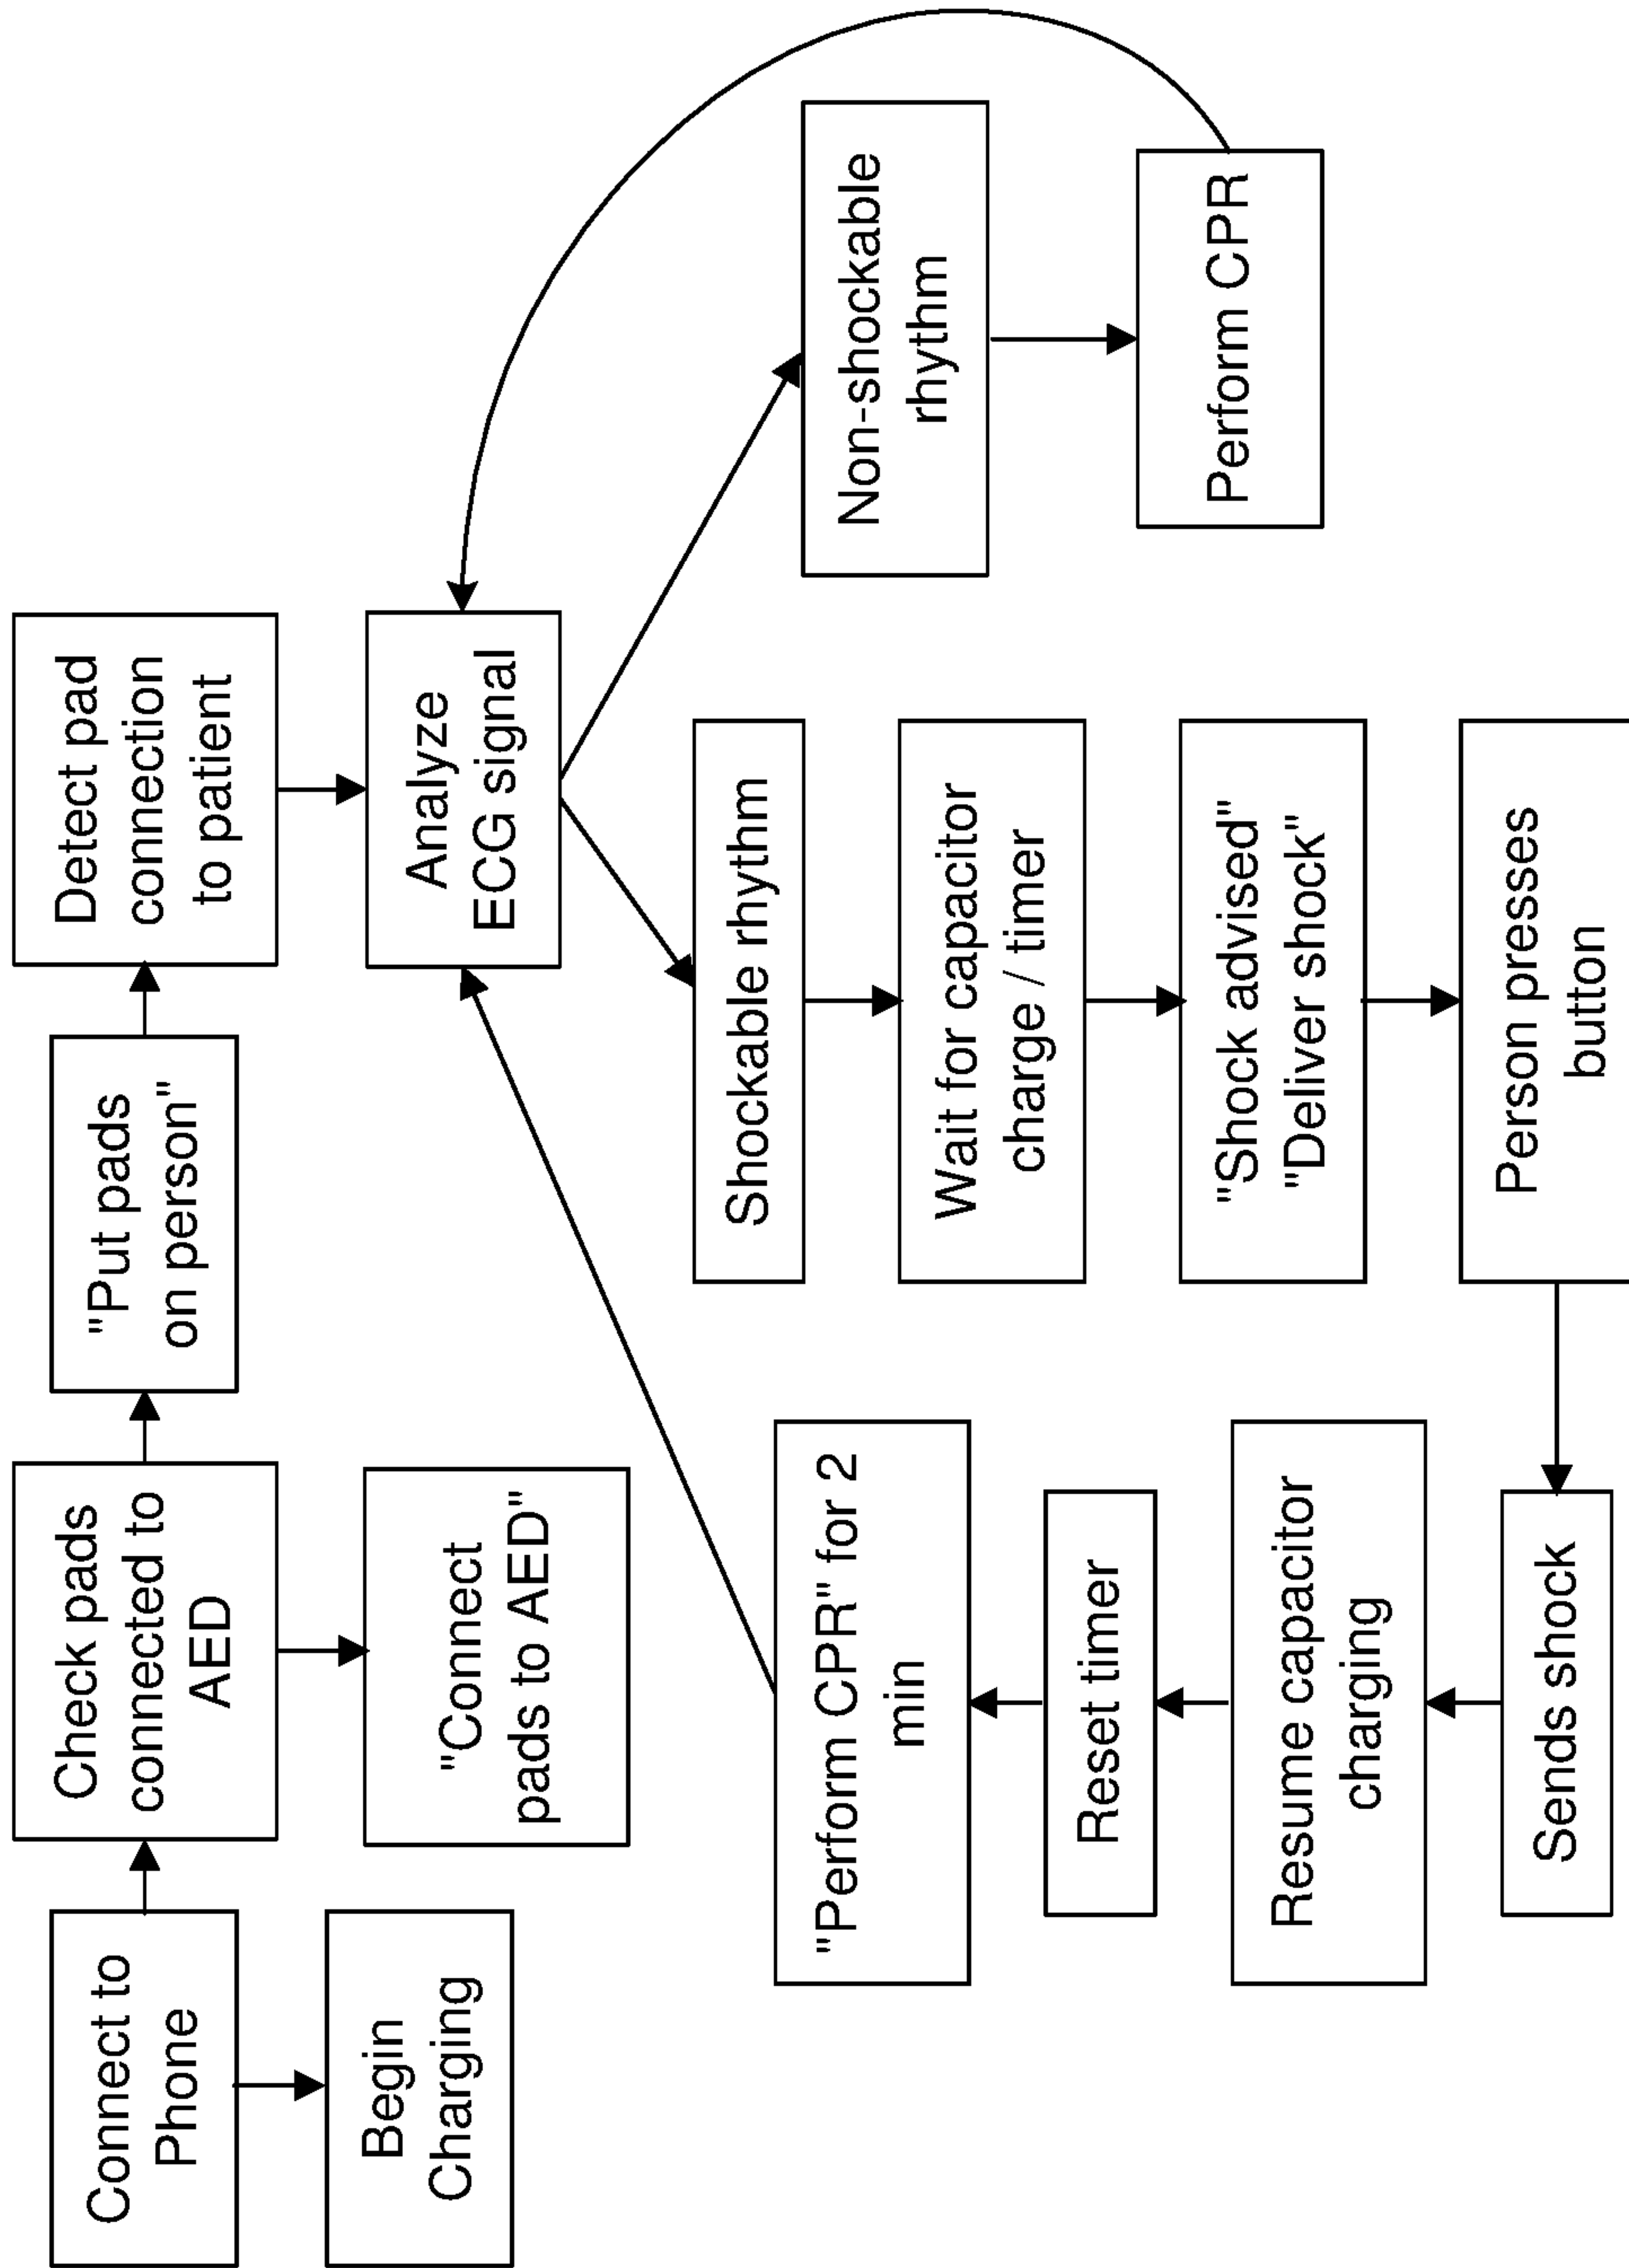 Connect to
Phone
Begin
Charging
Check pads
connected to
AED
"Connect
pads to AED"
"Put pads
on person"
Detect pad
connection
to patient
Analyze
ECG signal
Shockable rhythm
Wait for capacitor
charge / timer
"Shock advised"
"Deliver shock"
Person presses
button
Sends shock
Resume capacitor
charging
Reset timer
"Perform CPR" for 2
min
Non-shockable
rhythm
Perform CPR